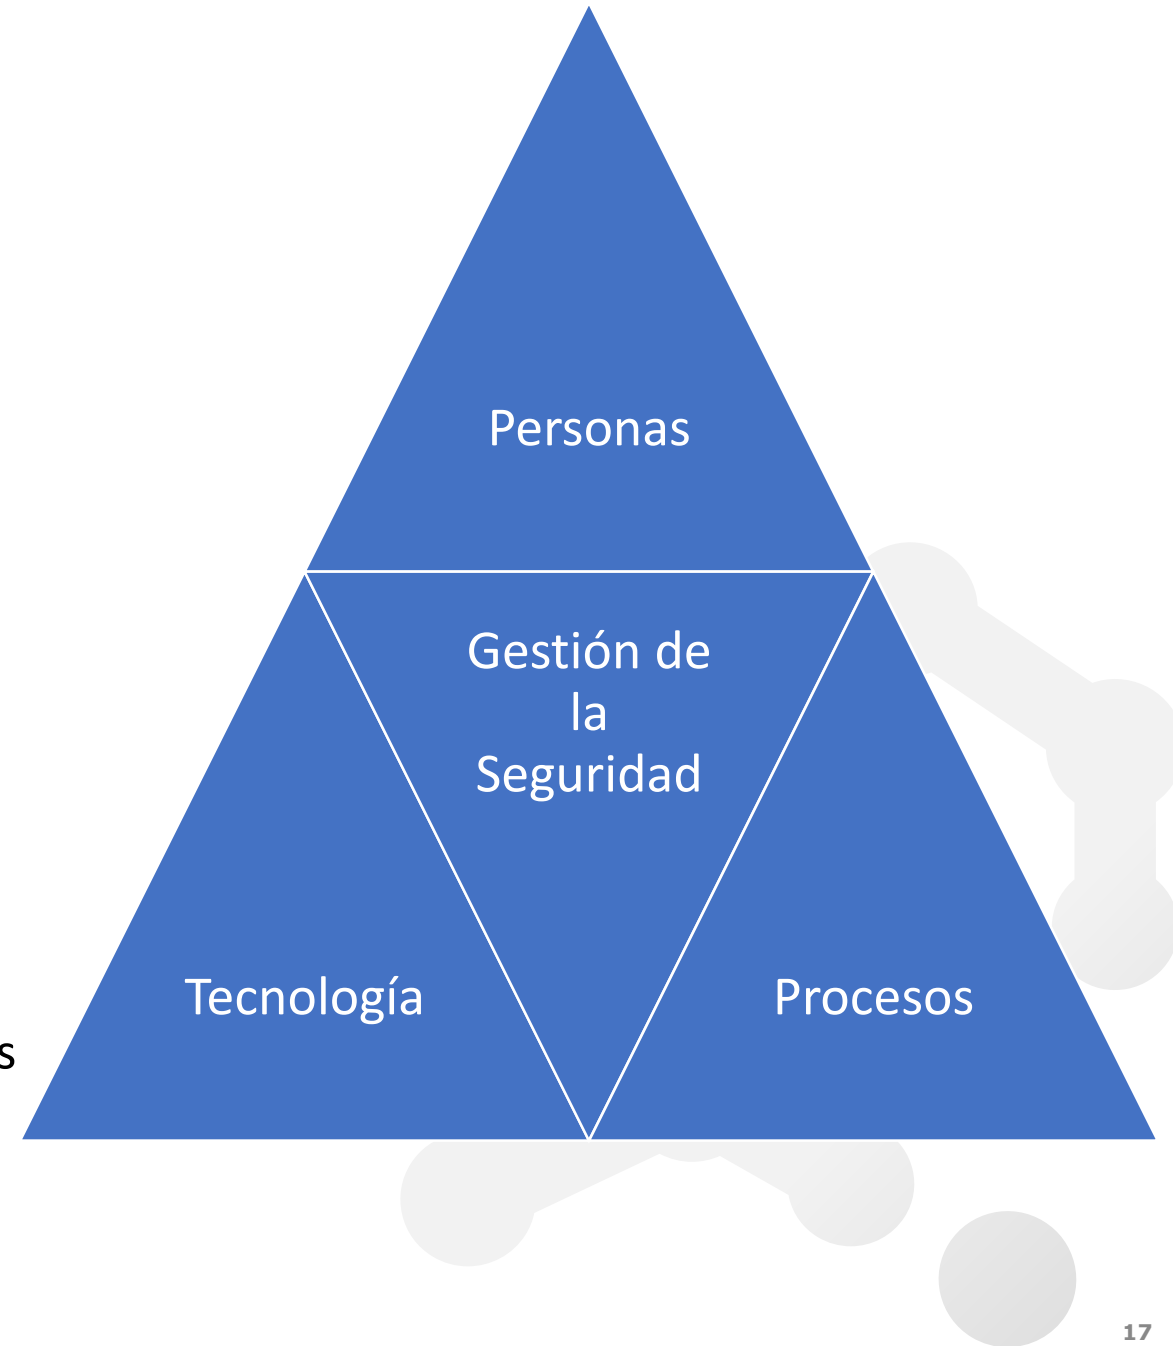 Personas
Gestión de
la
Seguridad
Tecnología
Procesos
s
17